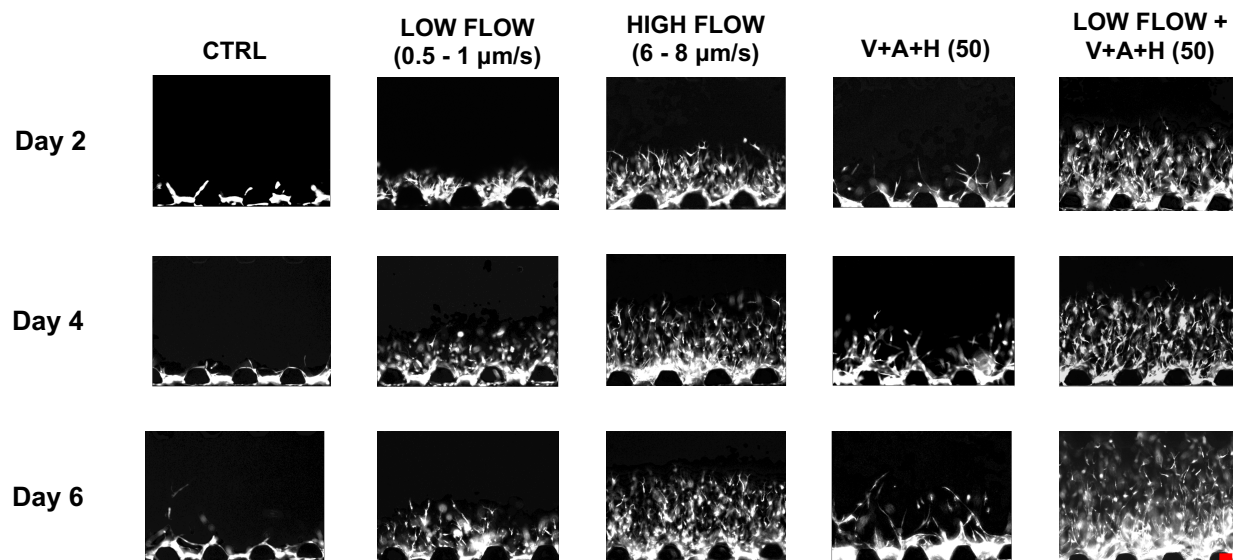 CTRL
LOW FLOW
(0.5 - 1 µm/s)
HIGH FLOW
(6 - 8 µm/s)
V+A+H (50)
LOW FLOW +
V+A+H (50)
Day 2
Day 4
Day 6